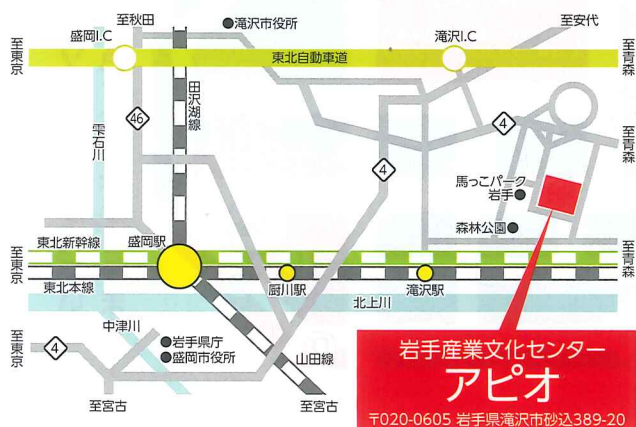 至秋田
滝沢市役所
至安代
盛岡I.C
滝沢I.C
至東京
東北自動車道
至青森
田沢湖線
46
雫石川
4
至青森
4
馬っこパーク
岩手
盛岡駅
森林公園
東北新幹線
至東京
至青森
東北本線
厨川駅
滝沢駅
北上川
中津川
岩手県庁
盛岡市役所
至東京
4
山田線
至宮古
至宮古
岩手産業文化センター
アピオ
〒020-0605 岩手県滝沢市砂込389-20